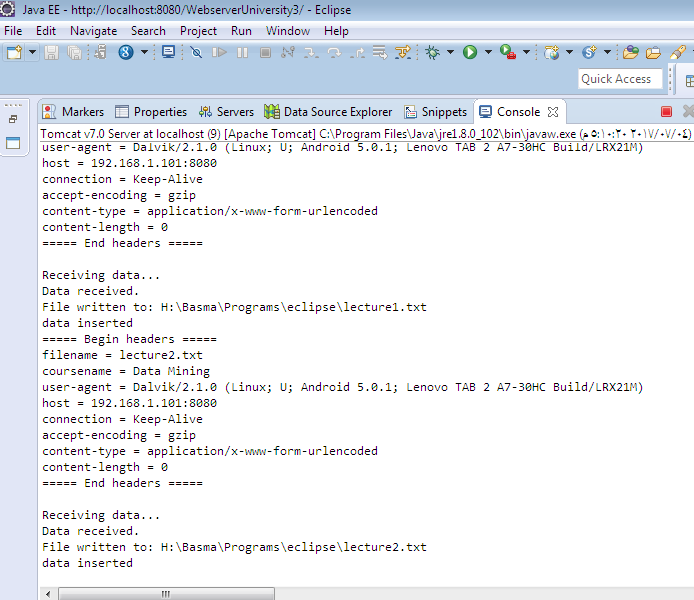 Java EE - http://localhost:8080/WebserverUniversity3/ - Eclipse
File Edit Navigate Search Project Run Window Help
Quick Access
Markers Properties Servers Data Source Explorer Snippets Console
Tomcat v7.0 Server at localhost (9) [Apache Tomcat] C:\Program Files\Java\jre1.8.0_102\bin\javaw.exe (٠٤/٠٧/٢٠١٧ ٠٥:١٠:٢٠ م)
user-agent = Dalvik/2.1.0 (Linux; U; Android 5.0.1; Lenovo TAB 2 A7-30HC Build/LRX21M)
host = 192.168.1.101:8080
connection = Keep-Alive
accept-encoding = gzip
content-type = application/x-www-form-urlencoded
content-length = 0
===== End headers =====
Receiving data...
Data received.
File written to: H:\Basma\Programs\eclipse\lecture1.txt
data inserted
===== Begin headers =====
filename = lecture2.txt
coursename = Data Mining
user-agent = Dalvik/2.1.0 (Linux; U; Android 5.0.1; Lenovo TAB 2 A7-30HC Build/LRX21M)
host = 192.168.1.101:8080
connection = Keep-Alive
accept-encoding = gzip
content-type = application/x-www-form-urlencoded
content-length = 0
===== End headers =====
Receiving data...
Data received.
File written to: H:\Basma\Programs\eclipse\lecture2.txt
data inserted